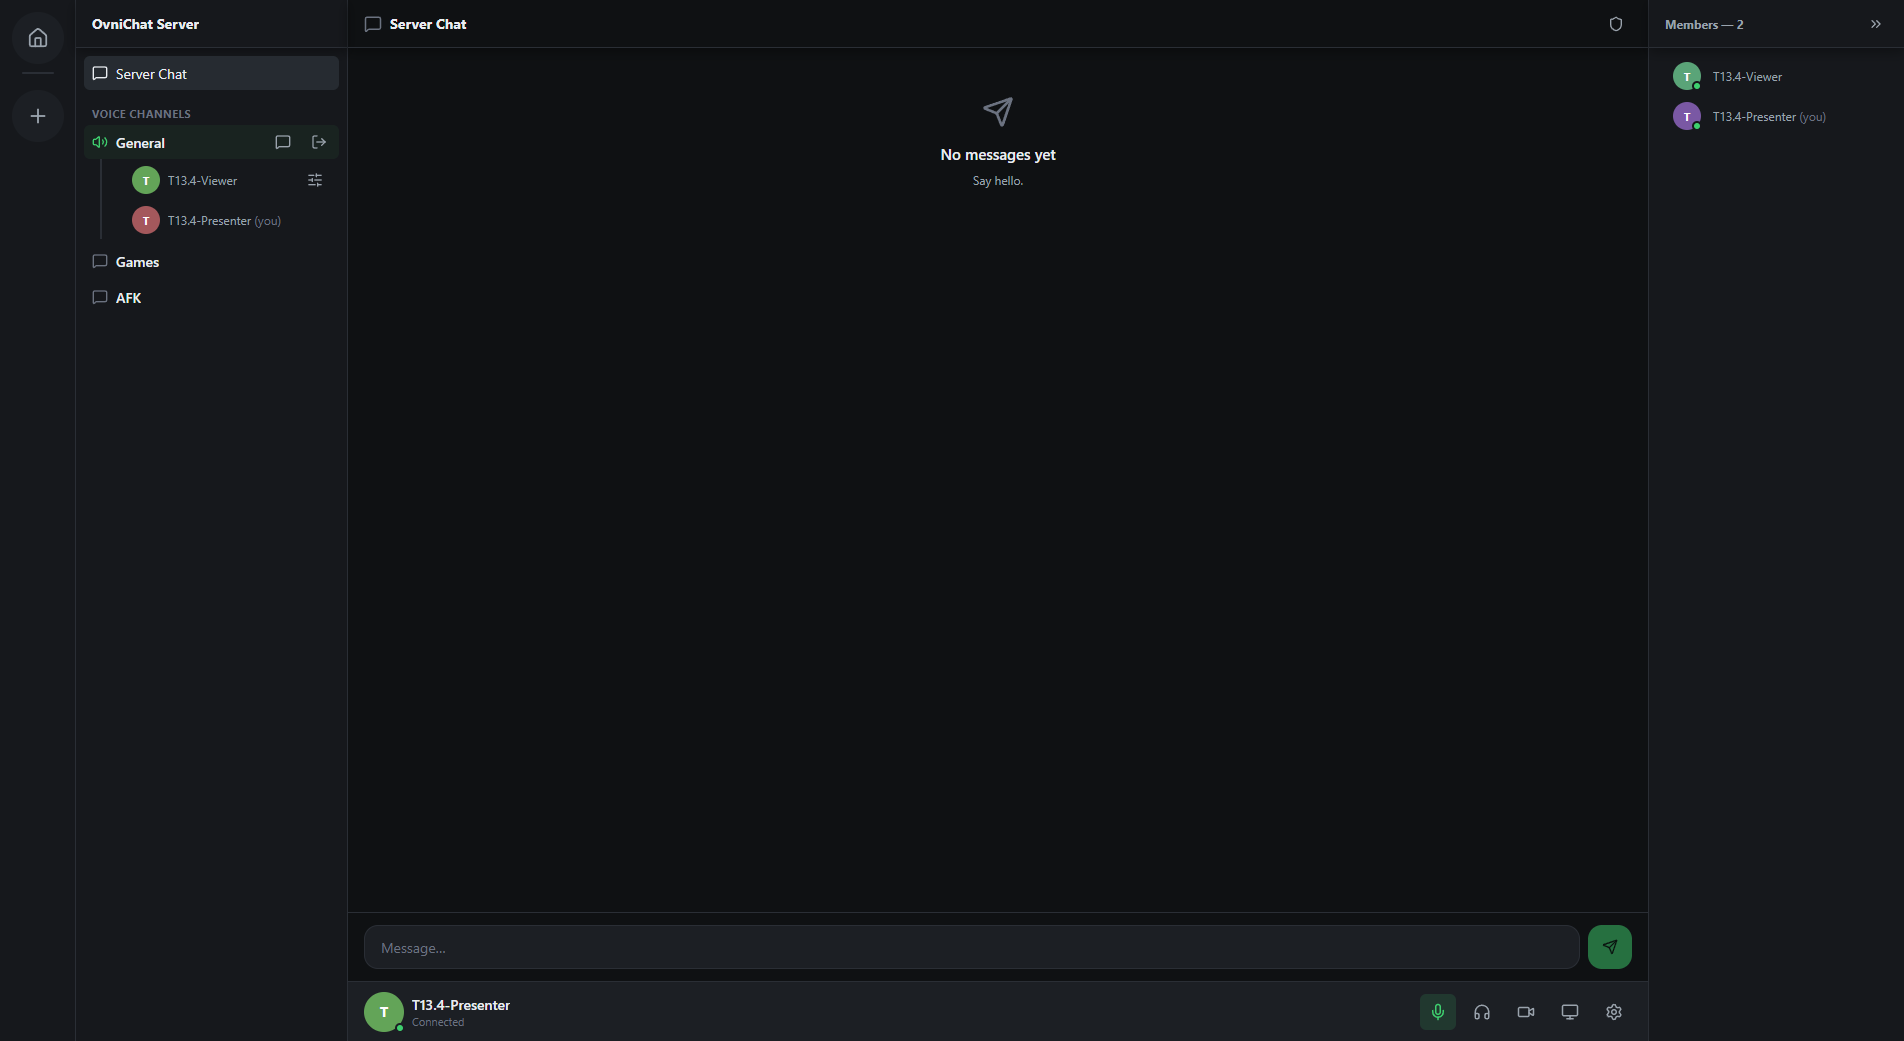 OvniChat Server
Server Chat
VOICE CHANNELS
General
T
T13.4-Viewer
T
T13.4-Presenter (you)
Games
AFK
Server Chat
No messages yet
Say hello.
Message...
T
T13.4-Presenter
Connected
Members — 2
T
T13.4-Viewer
T
T13.4-Presenter (you)